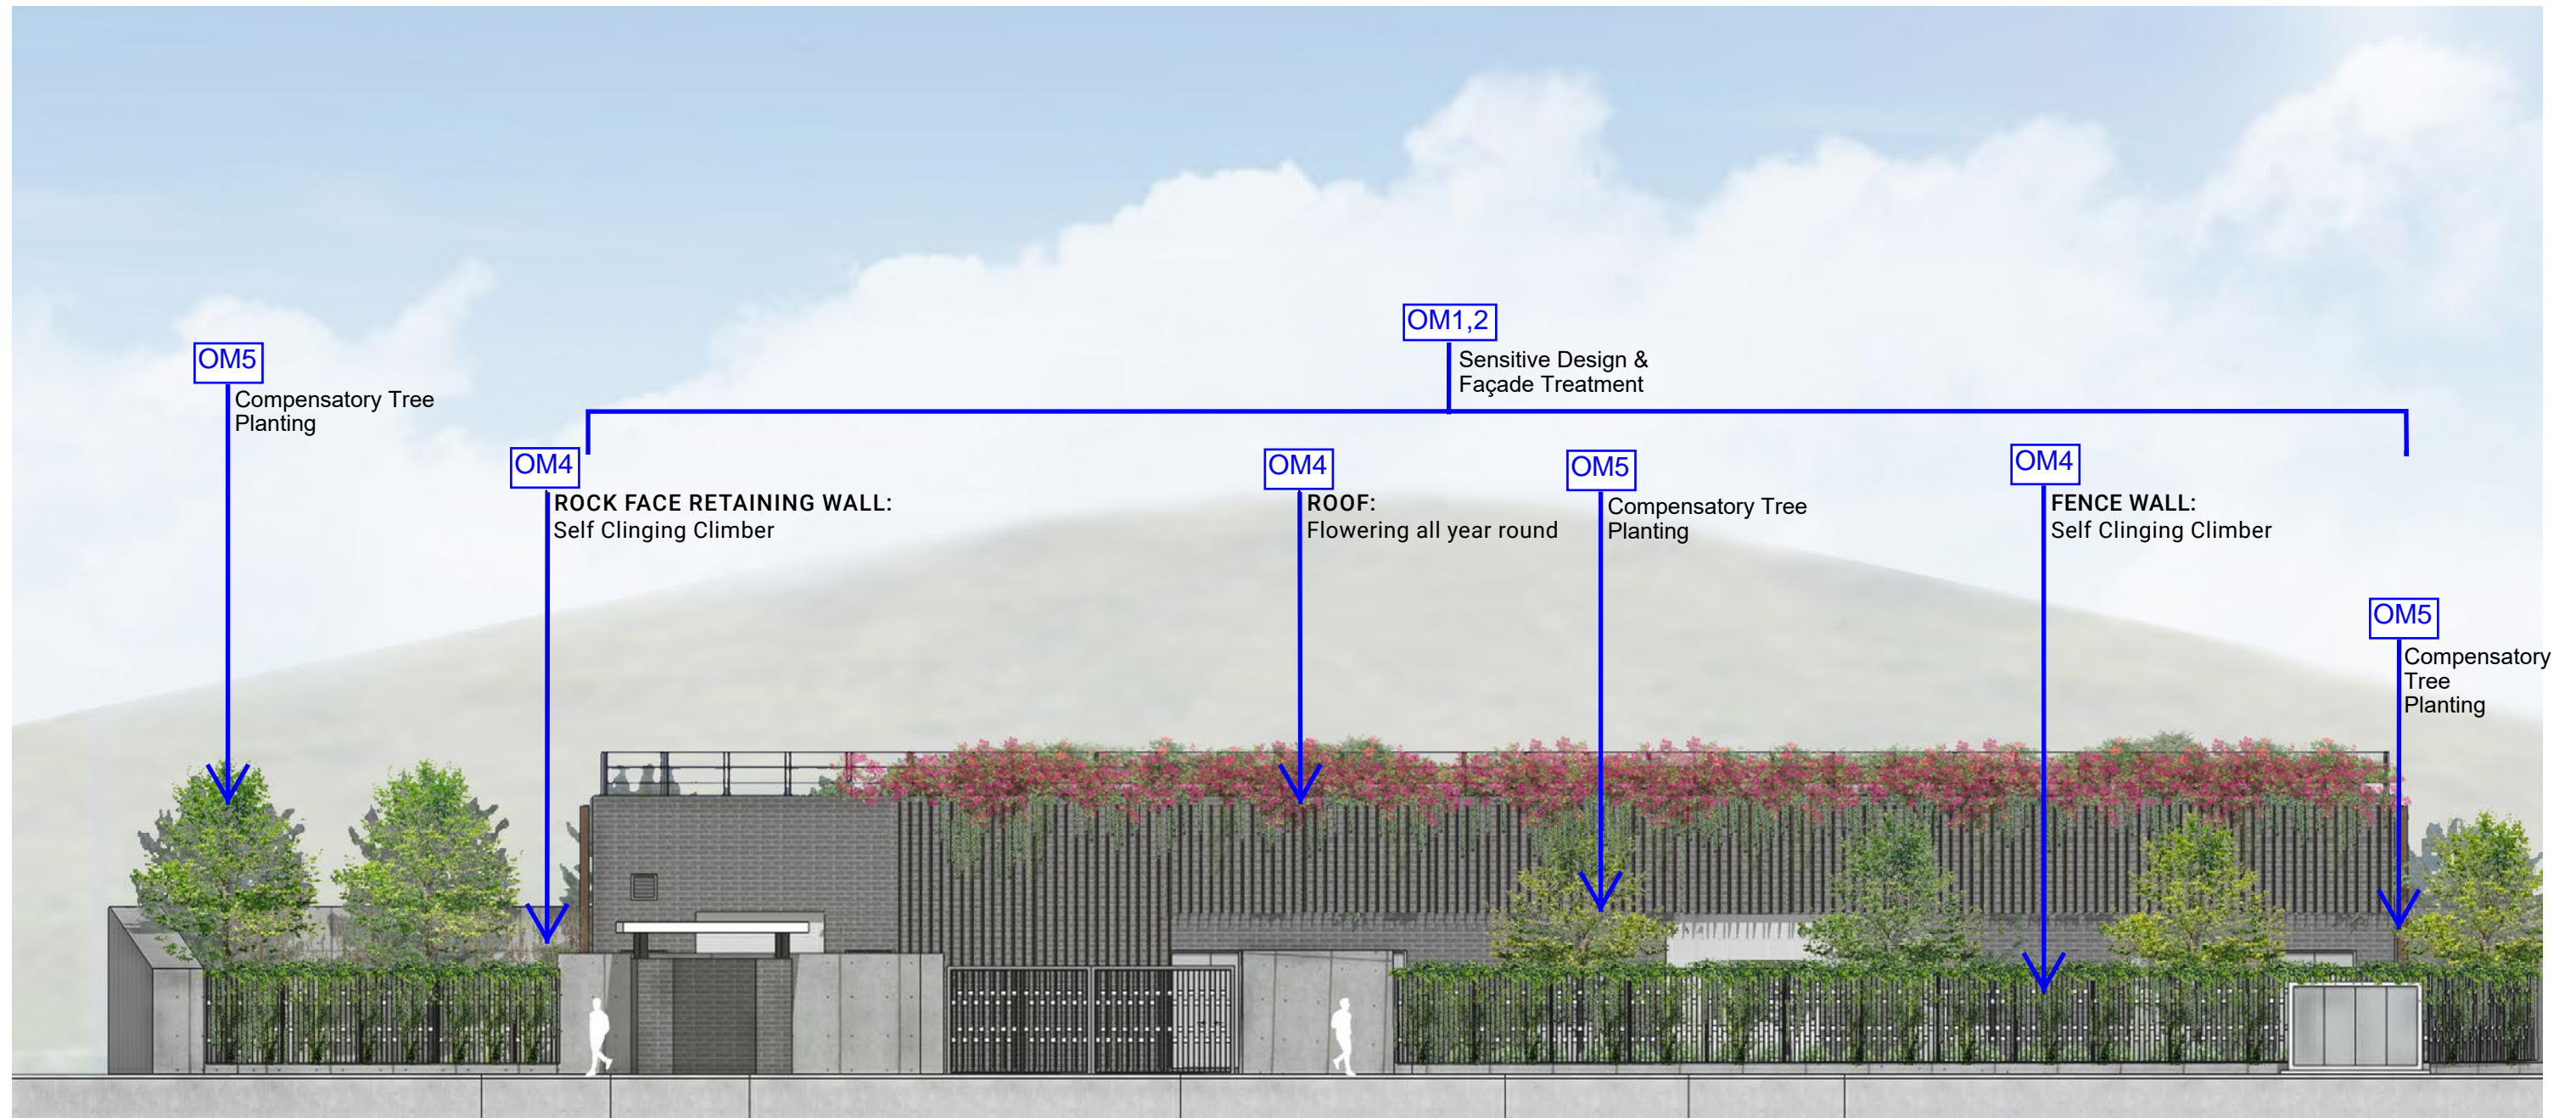 OM1,2
Sensitive Design &
Façade Treatment
OM5
Compensatory Tree
Planting
OM4
ROCK FACE RETAINING WALL:
Self Clinging Climber
OM4
ROOF:
Flowering all year round
OM5
Compensatory Tree
Planting
OM4
FENCE WALL:
Self Clinging Climber
OM5
Compensatory
Tree
Planting